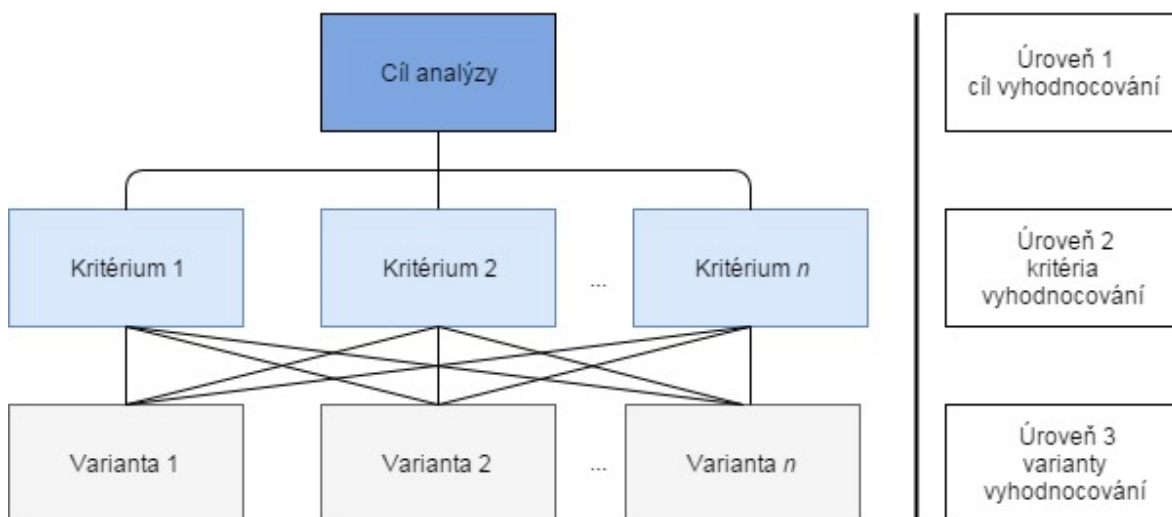 Cíl analýzy
Úroveň 1
cíl vyhodnocování
Kritérium 1
Kritérium 2
...
Kritérium n
Úroveň 2
kritéria
vyhodnocování
Varianta 1
Varianta 2
...
Varianta n
Úroveň 3
varianty
vyhodnocování